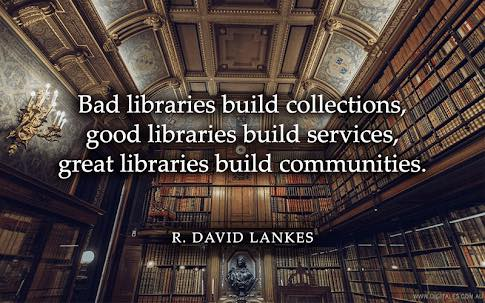 Bad libraries build collections,
good libraries build services,
great libraries build communities.
R. DAVID LANKES
WWW.DIGITALES.COM.AU